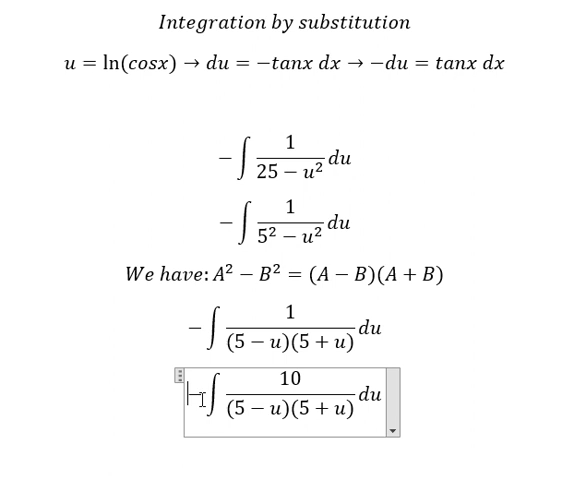 Integration by substitution
u = ln(cosx) → du = −tanx dx → −du = tanx dx
−∫ 1/(25 − u²) du
−∫ 1/(5² − u²) du
We have: A² − B² = (A − B)(A + B)
−∫ 1/((5 − u)(5 + u)) du
−∫ 10/((5 − u)(5 + u)) du